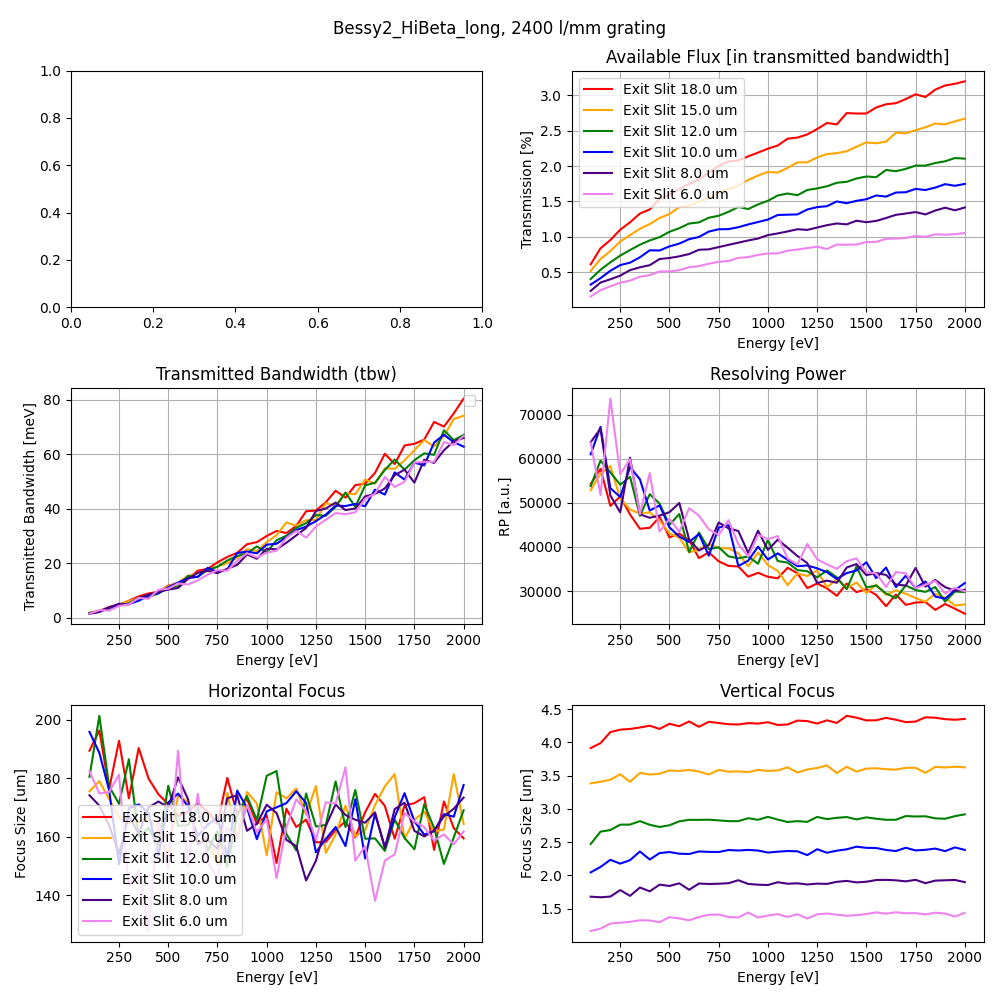 Bessy2_HiBeta_long, 2400 l/mm grating
1.0
0.8
0.6
0.4
0.2
0.0
0.0 0.2 0.4 0.6 0.8 1.0
Available Flux [in transmitted bandwidth]
Transmission [%]
3.0
2.5
2.0
1.5
1.0
0.5
Exit Slit 18.0 um
Exit Slit 15.0 um
Exit Slit 12.0 um
Exit Slit 10.0 um
Exit Slit 8.0 um
Exit Slit 6.0 um
250 500 750 1000 1250 1500 1750 2000
Energy [eV]
Transmitted Bandwidth (tbw)
Transmitted Bandwidth [meV]
80
60
40
20
0
250 500 750 1000 1250 1500 1750 2000
Energy [eV]
Resolving Power
RP [a.u.]
70000
60000
50000
40000
30000
250 500 750 1000 1250 1500 1750 2000
Energy [eV]
Horizontal Focus
Focus Size [um]
200
180
160
140
Exit Slit 18.0 um
Exit Slit 15.0 um
Exit Slit 12.0 um
Exit Slit 10.0 um
Exit Slit 8.0 um
Exit Slit 6.0 um
250 500 750 1000 1250 1500 1750 2000
Energy [eV]
Vertical Focus
Focus Size [um]
4.5
4.0
3.5
3.0
2.5
2.0
1.5
250 500 750 1000 1250 1500 1750 2000
Energy [eV]